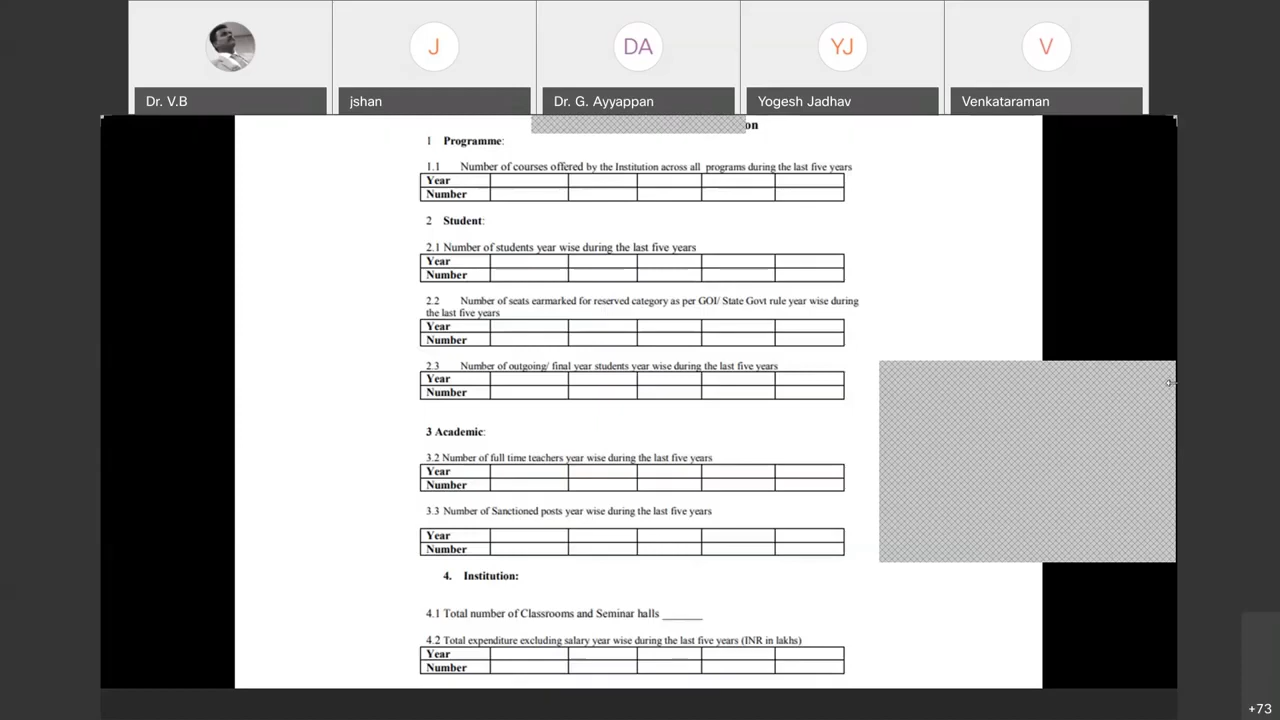 J
DA
YJ
V
Dr. V.B
jshan
Dr. G. Ayyappan
Yogesh Jadhav
Venkataraman
on
1 Programme:
1.1 Number of courses offered by the Institution across all programs during the last five years
Year
Number
2 Student:
2.1 Number of students year wise during the last five years
Year
Number
2.2 Number of seats earmarked for reserved category as per GOI/ State Govt rule year wise during
the last five years
Year
Number
2.3 Number of outgoing/ final year students year wise during the last five years
Year
Number
3 Academic:
3.2 Number of full time teachers year wise during the last five years
Year
Number
3.3 Number of Sanctioned posts year wise during the last five years
Year
Number
4. Institution:
4.1 Total number of Classrooms and Seminar halls _______
4.2 Total expenditure excluding salary year wise during the last five years (INR in lakhs)
Year
Number
+73